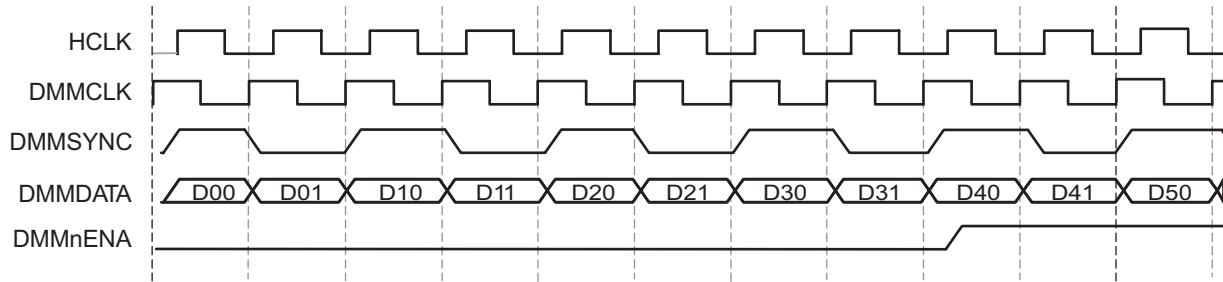 HCLK
DMMCLK
DMMSYNC
DMMDATA D00 D01 D10 D11 D20 D21 D30 D31 D40 D41 D50
DMMnENA